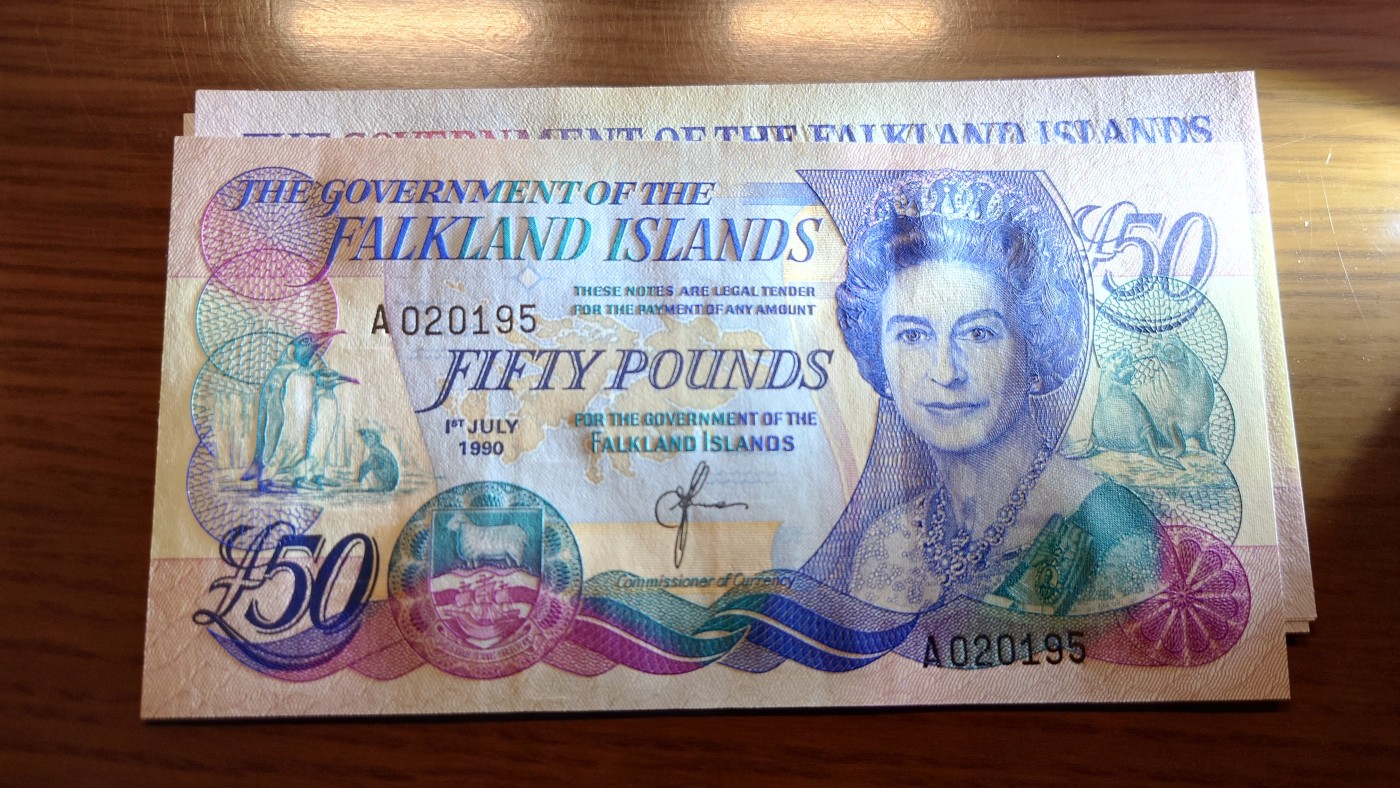 THE GOVERNMENT OF THE FALKLAND ISLANDS
THE GOVERNMENT OF THE
FALKLAND ISLANDS
£50
THESE NOTES ARE LEGAL TENDER
FOR THE PAYMENT OF ANY AMOUNT
A020195
FIFTY POUNDS
1ST JULY
1990
FOR THE GOVERNMENT OF THE
FALKLAND ISLANDS
£50
Commissioner of Currency
A020195